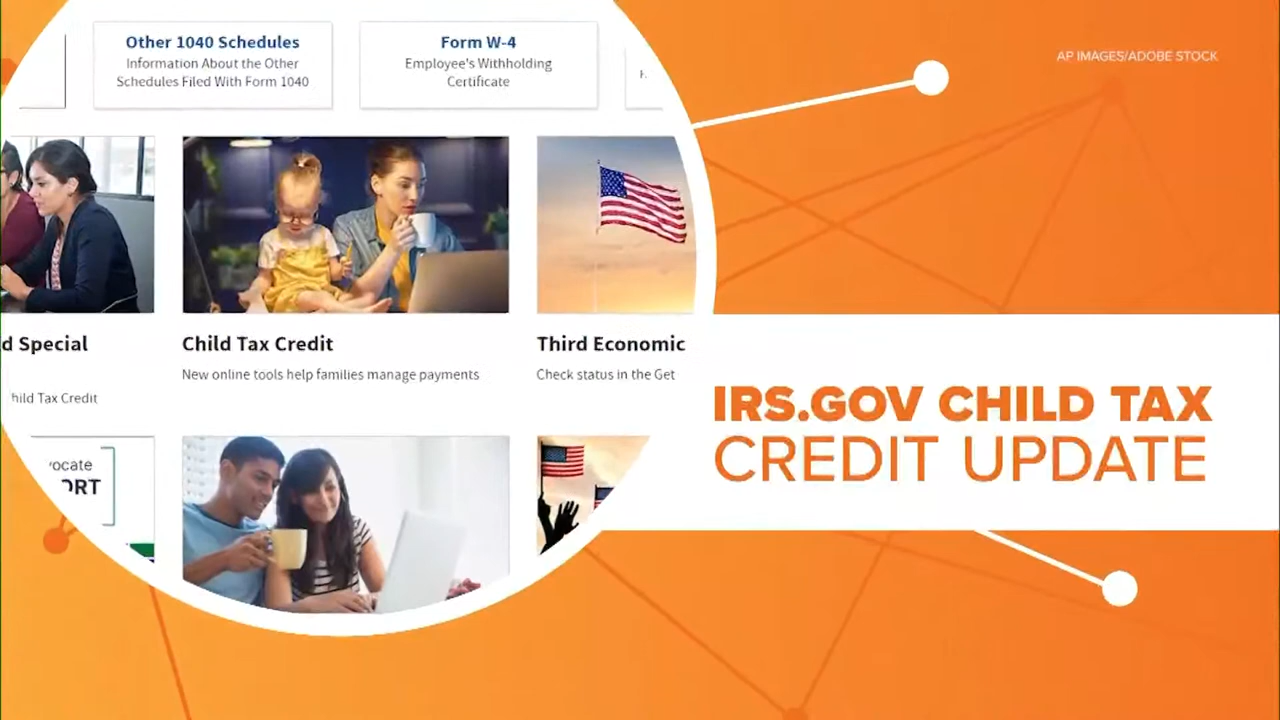 Other 1040 Schedules
Information About the Other
Schedules Filed With Form 1040
Form W-4
Employee's Withholding
Certificate
AP IMAGES/ADOBE STOCK
d Special
hild Tax Credit
Child Tax Credit
New online tools help families manage payments
Third Economic
Check status in the Get
IRS.GOV CHILD TAX
CREDIT UPDATE
vocate
ORT